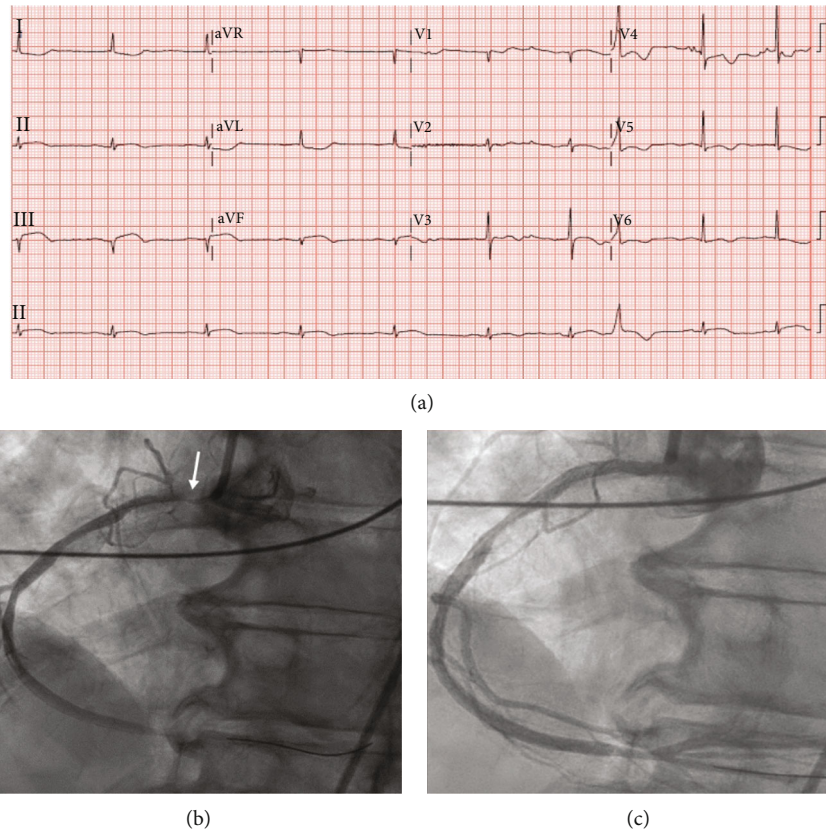 I aVR V1 V4
II aVL V2 V5
III aVF V3 V6
II
(a)
(b) (c)